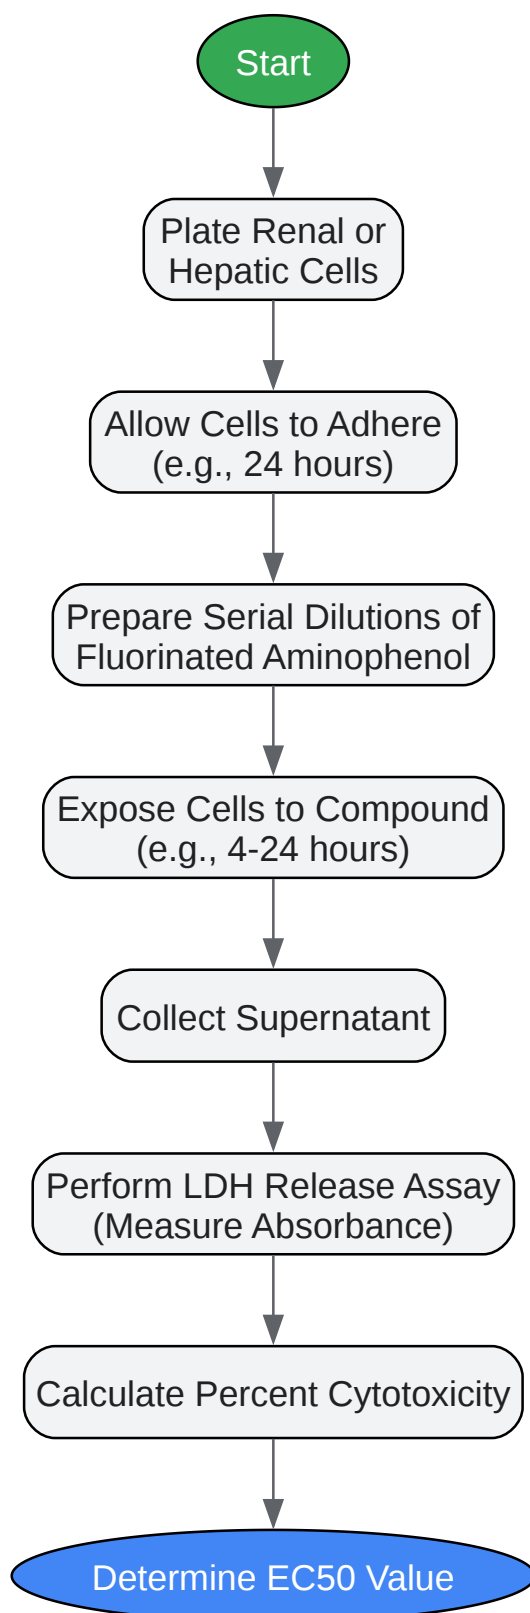 Start
Plate Renal or
Hepatic Cells
Allow Cells to Adhere
(e.g., 24 hours)
Prepare Serial Dilutions of
Fluorinated Aminophenol
Expose Cells to Compound
(e.g., 4-24 hours)
Collect Supernatant
Perform LDH Release Assay
(Measure Absorbance)
Calculate Percent Cytotoxicity
Determine EC50 Value